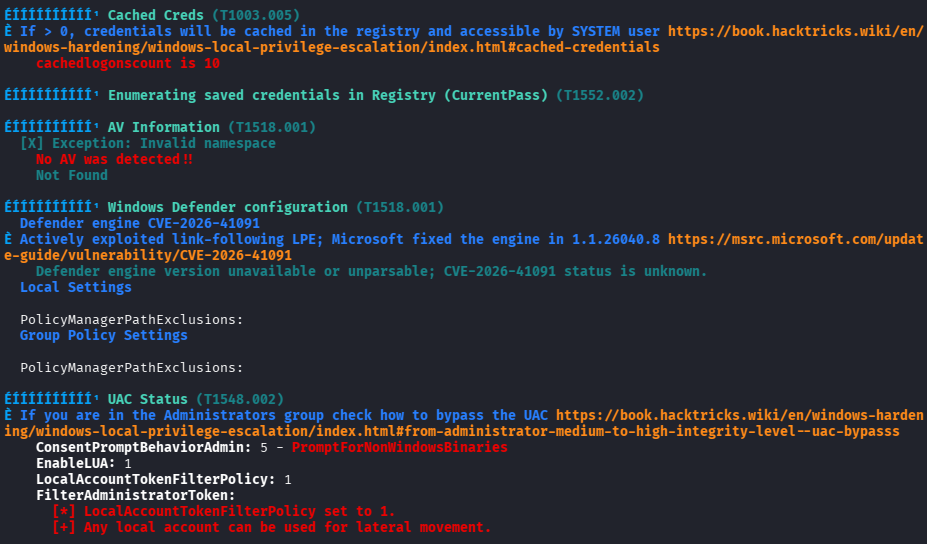 ÉÍÍÍÍÍÍÍÍÍÍ¹ Cached Creds (T1003.005)
È If > 0, credentials will be cached in the registry and accessible by SYSTEM user https://book.hacktricks.wiki/en/
windows-hardening/windows-local-privilege-escalation/index.html#cached-credentials
cachedlogonscount is 10
ÉÍÍÍÍÍÍÍÍÍÍ¹ Enumerating saved credentials in Registry (CurrentPass) (T1552.002)
ÉÍÍÍÍÍÍÍÍÍÍ¹ AV Information (T1518.001)
[X] Exception: Invalid namespace
No AV was detected!!
Not Found
ÉÍÍÍÍÍÍÍÍÍÍ¹ Windows Defender configuration (T1518.001)
Defender engine CVE-2026-41091
È Actively exploited link-following LPE; Microsoft fixed the engine in 1.1.26040.8 https://msrc.microsoft.com/updat
e-guide/vulnerability/CVE-2026-41091
Defender engine version unavailable or unparsable; CVE-2026-41091 status is unknown.
Local Settings
PolicyManagerPathExclusions:
Group Policy Settings
PolicyManagerPathExclusions:
ÉÍÍÍÍÍÍÍÍÍÍ¹ UAC Status (T1548.002)
È If you are in the Administrators group check how to bypass the UAC https://book.hacktricks.wiki/en/windows-harden
ing/windows-local-privilege-escalation/index.html#from-administrator-medium-to-high-integrity-level--uac-bypasss
ConsentPromptBehaviorAdmin: 5 - PromptForNonWindowsBinaries
EnableLUA: 1
LocalAccountTokenFilterPolicy: 1
FilterAdministratorToken:
[*] LocalAccountTokenFilterPolicy set to 1.
[+] Any local account can be used for lateral movement.